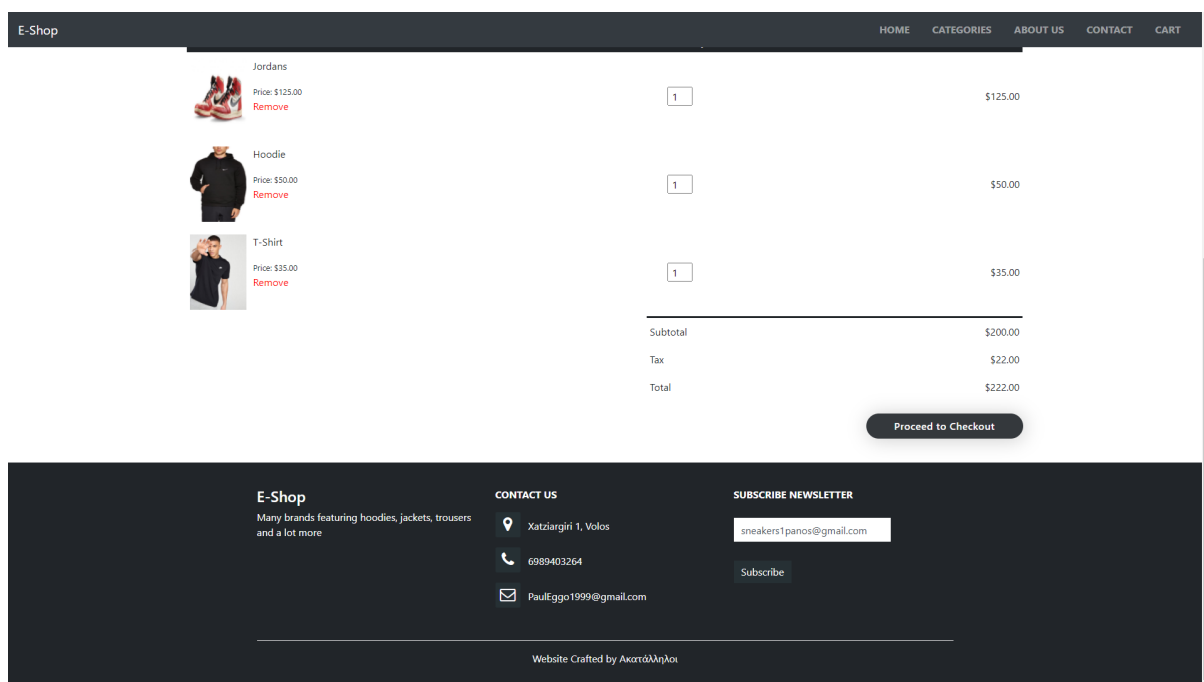 E-Shop
HOME CATEGORIES ABOUT US CONTACT CART
Jordans
Price: $125.00
Remove
1
$125.00
Hoodie
Price: $50.00
Remove
1
$50.00
T-Shirt
Price: $35.00
Remove
1
$35.00
Subtotal $200.00
Tax $22.00
Total $222.00
Proceed to Checkout
E-Shop
Many brands featuring hoodies, jackets, trousers
and a lot more
CONTACT US
Xatziargiri 1, Volos
6989403264
PaulEggo1999@gmail.com
SUBSCRIBE NEWSLETTER
sneakers1panos@gmail.com
Subscribe
Website Crafted by Ακατάλληλοι